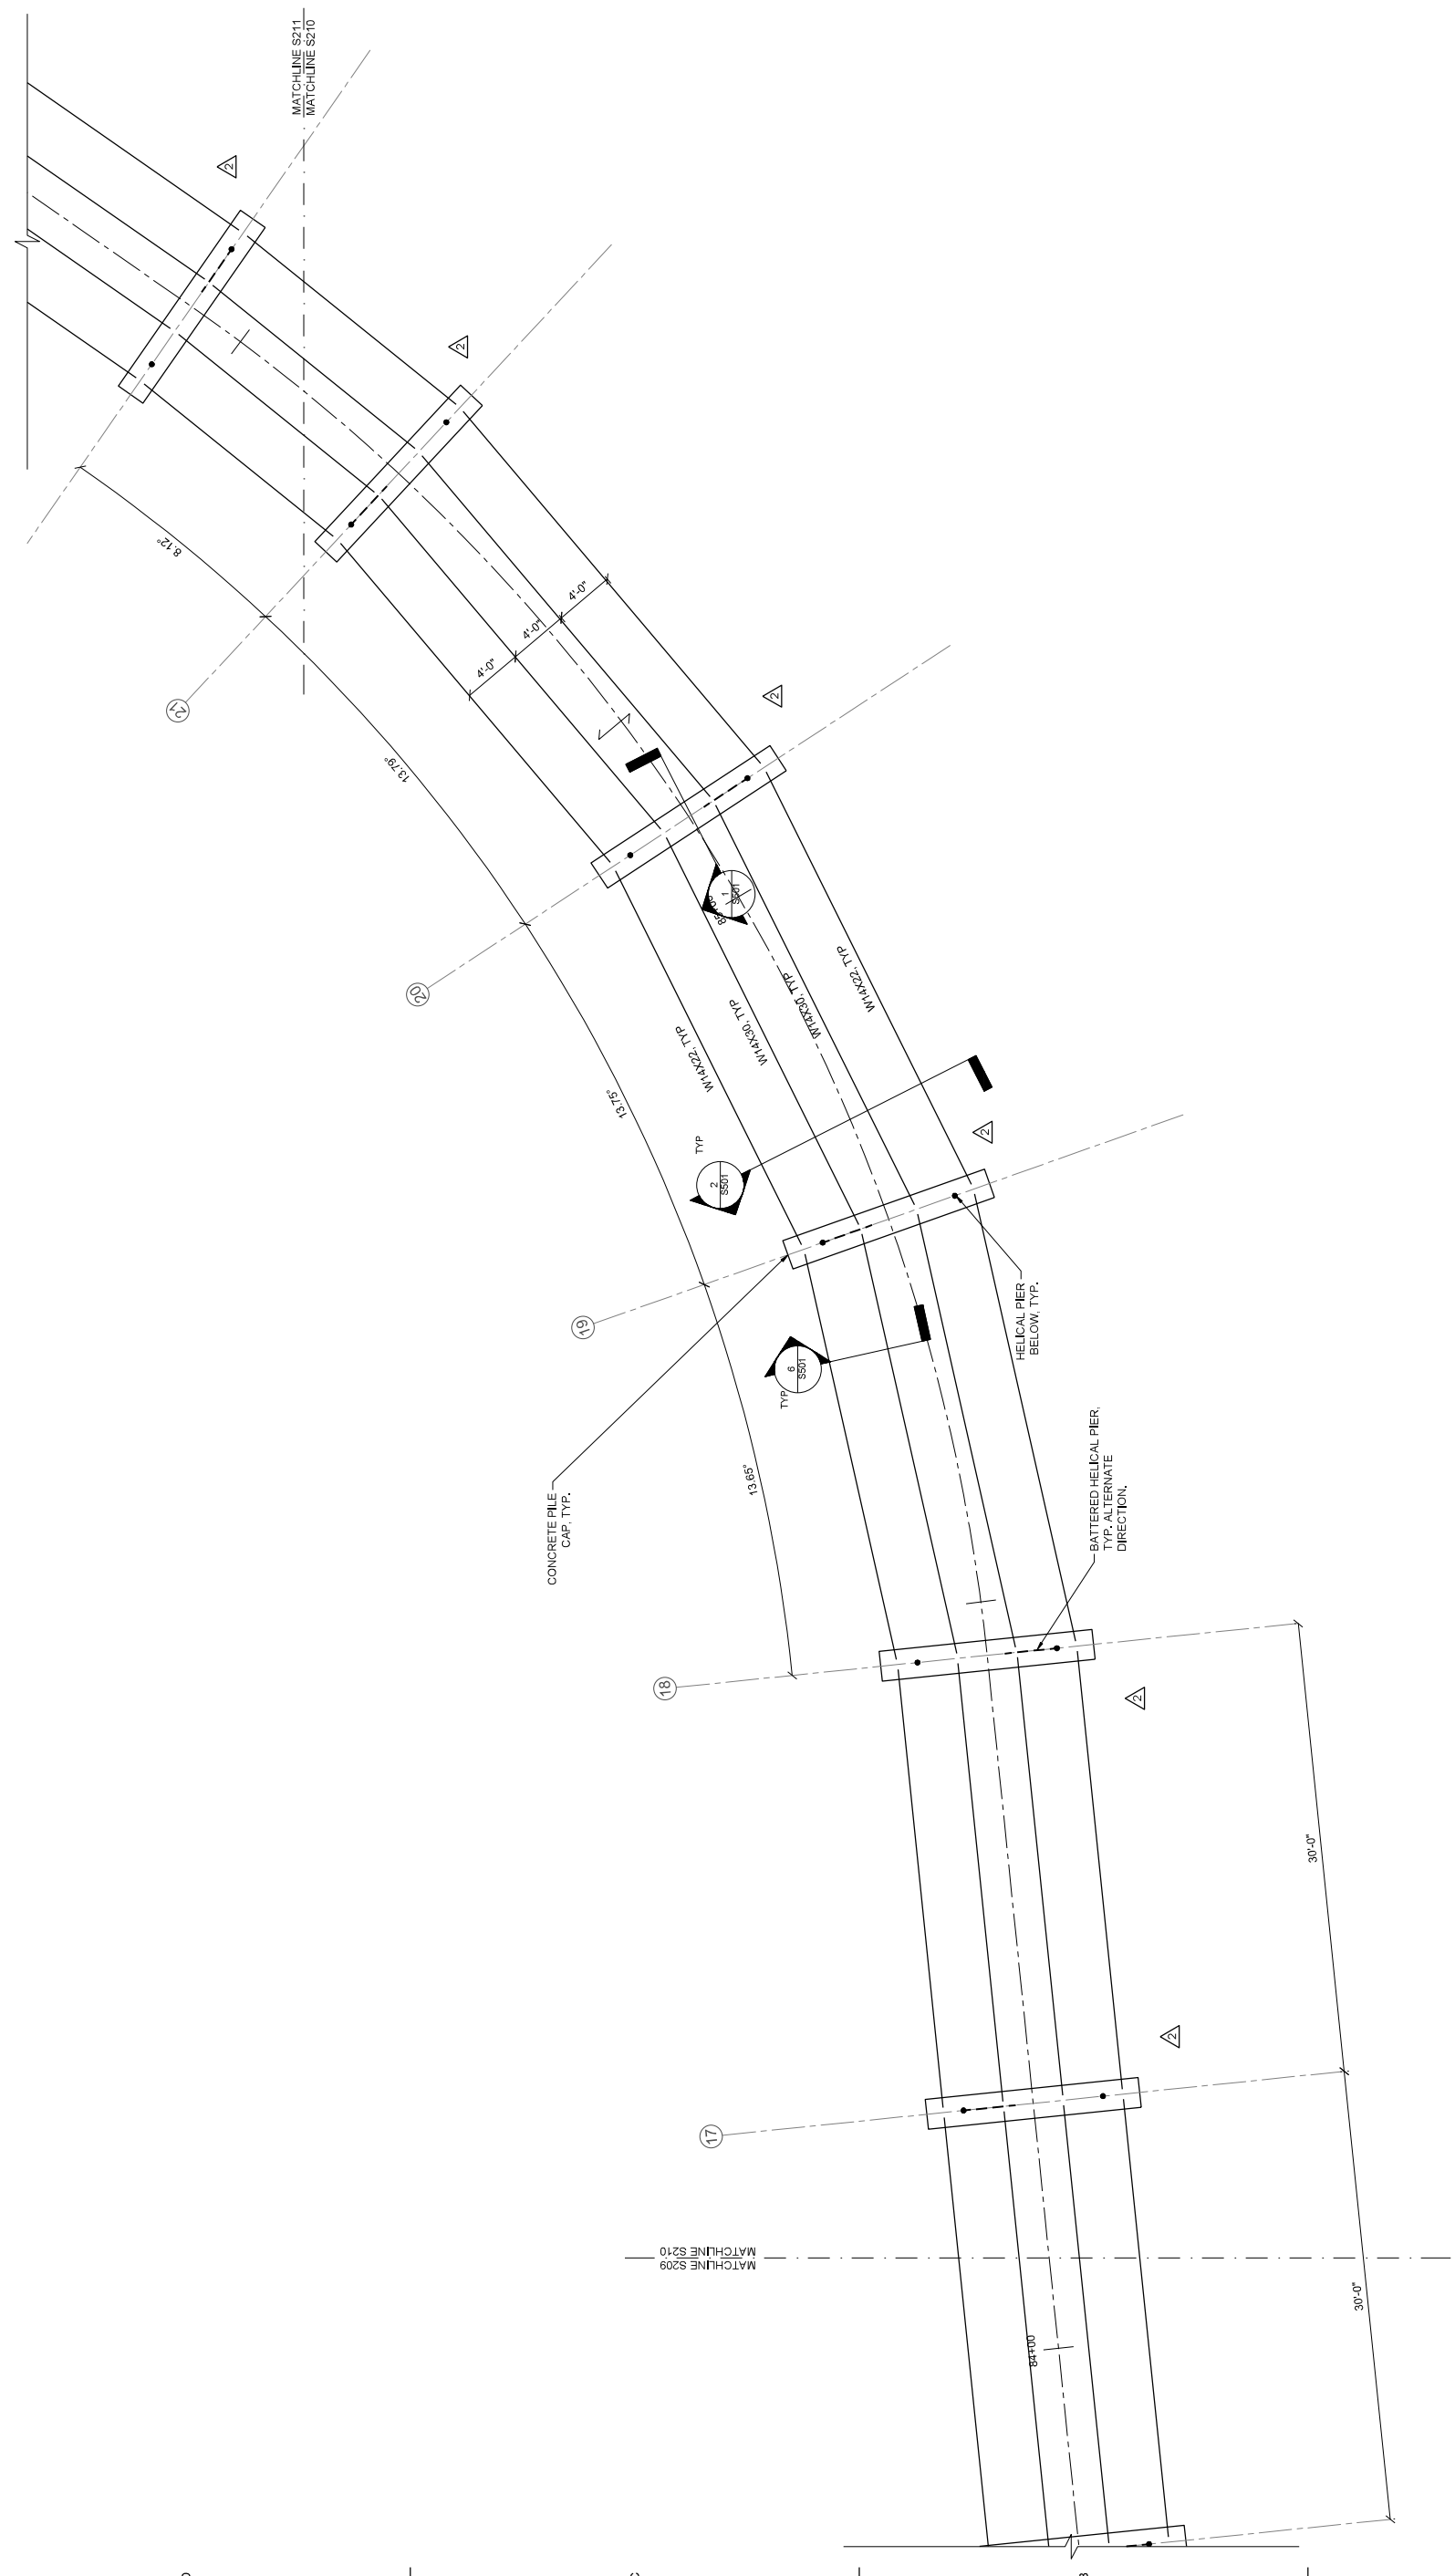 MATCHLINE S211
MATCHLINE S210
2
2
8.12°
21
4'-0"
4'-0"
4'-0"
2
13.79°
1
S501
20
W14X22, TYP
W14X30, TYP
W14X30, TYP
W14X22, TYP
13.75°
TYP
2
S501
2
19
TYP
6
S501
HELICAL PIER
BELOW, TYP.
CONCRETE PILE
CAP, TYP.
13.65°
BATTERED HELICAL PIER,
TYP. ALTERNATE
DIRECTION.
18
2
30'-0"
2
17
MATCHLINE S210
MATCHLINE S209
30'-0"
84+00